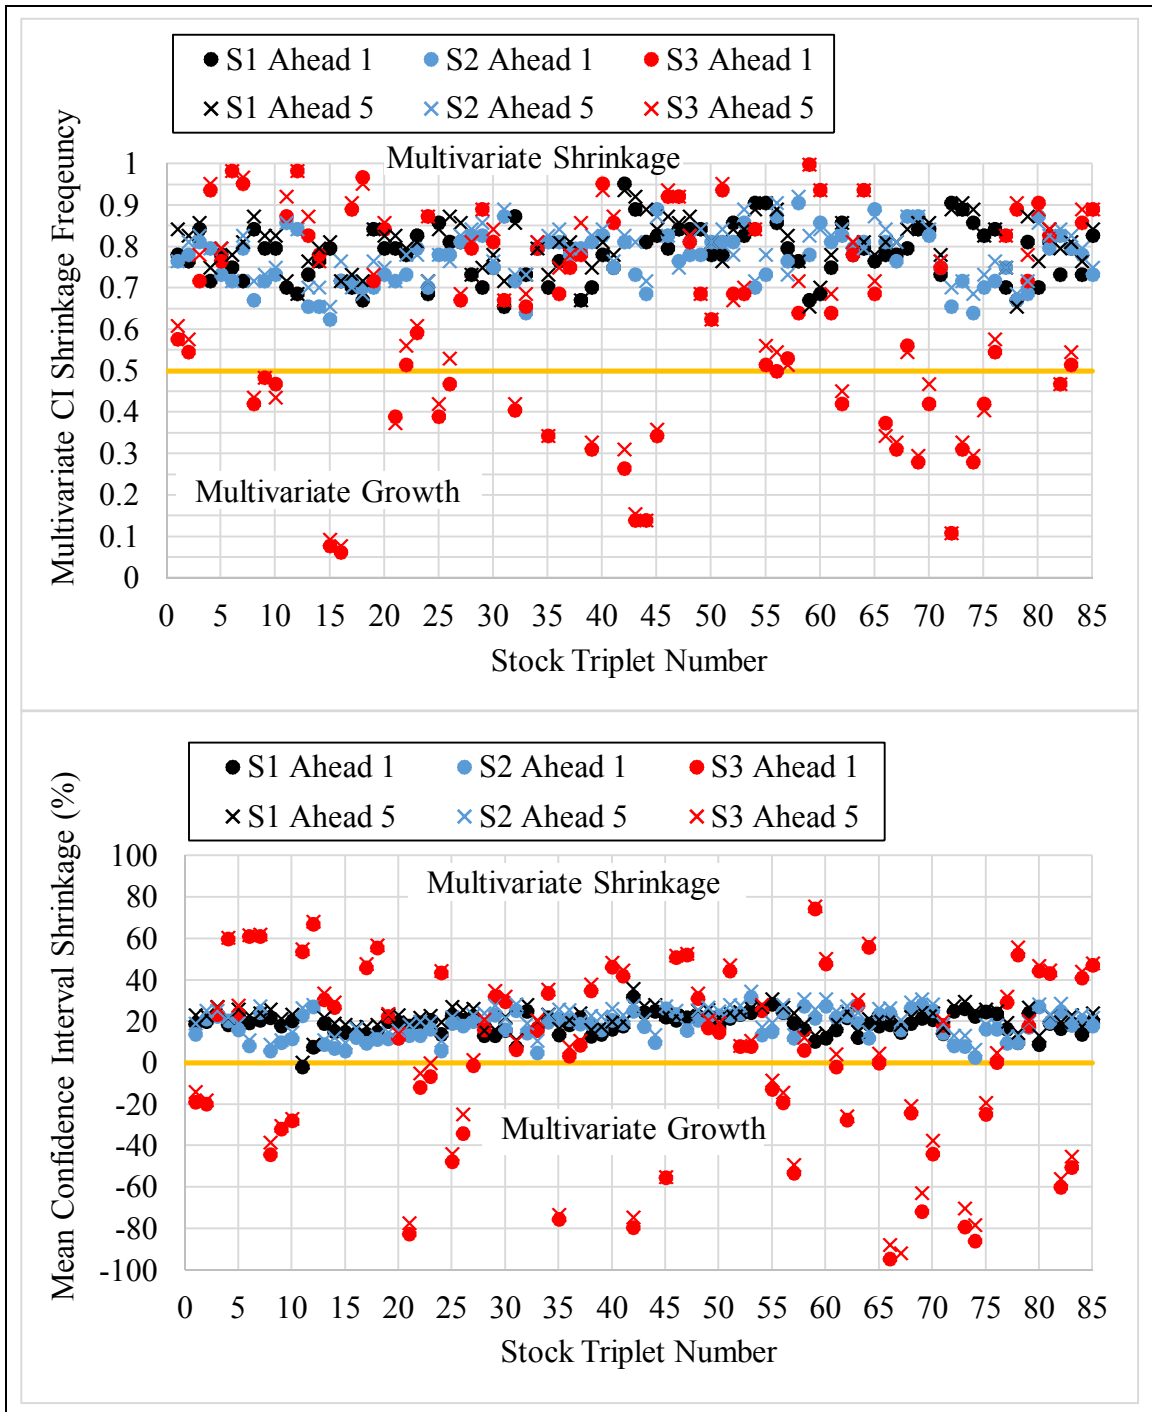 S1 Ahead 1 S2 Ahead 1 S3 Ahead 1
S1 Ahead 5 S2 Ahead 5 S3 Ahead 5
Multivariate CI Shrinkage Freqeuncy
Multivariate Shrinkage
1
0.9
0.8
0.7
0.6
0.5
0.4
0.3
0.2
0.1
0
Multivariate Growth
0 5 10 15 20 25 30 35 40 45 50 55 60 65 70 75 80 85
Stock Triplet Number
S1 Ahead 1 S2 Ahead 1 S3 Ahead 1
S1 Ahead 5 S2 Ahead 5 S3 Ahead 5
Mean Confidence Interval Shrinkage (%)
100
80
60
40
20
0
-20
-40
-60
-80
-100
Multivariate Shrinkage
Multivariate Growth
0 5 10 15 20 25 30 35 40 45 50 55 60 65 70 75 80 85
Stock Triplet Number